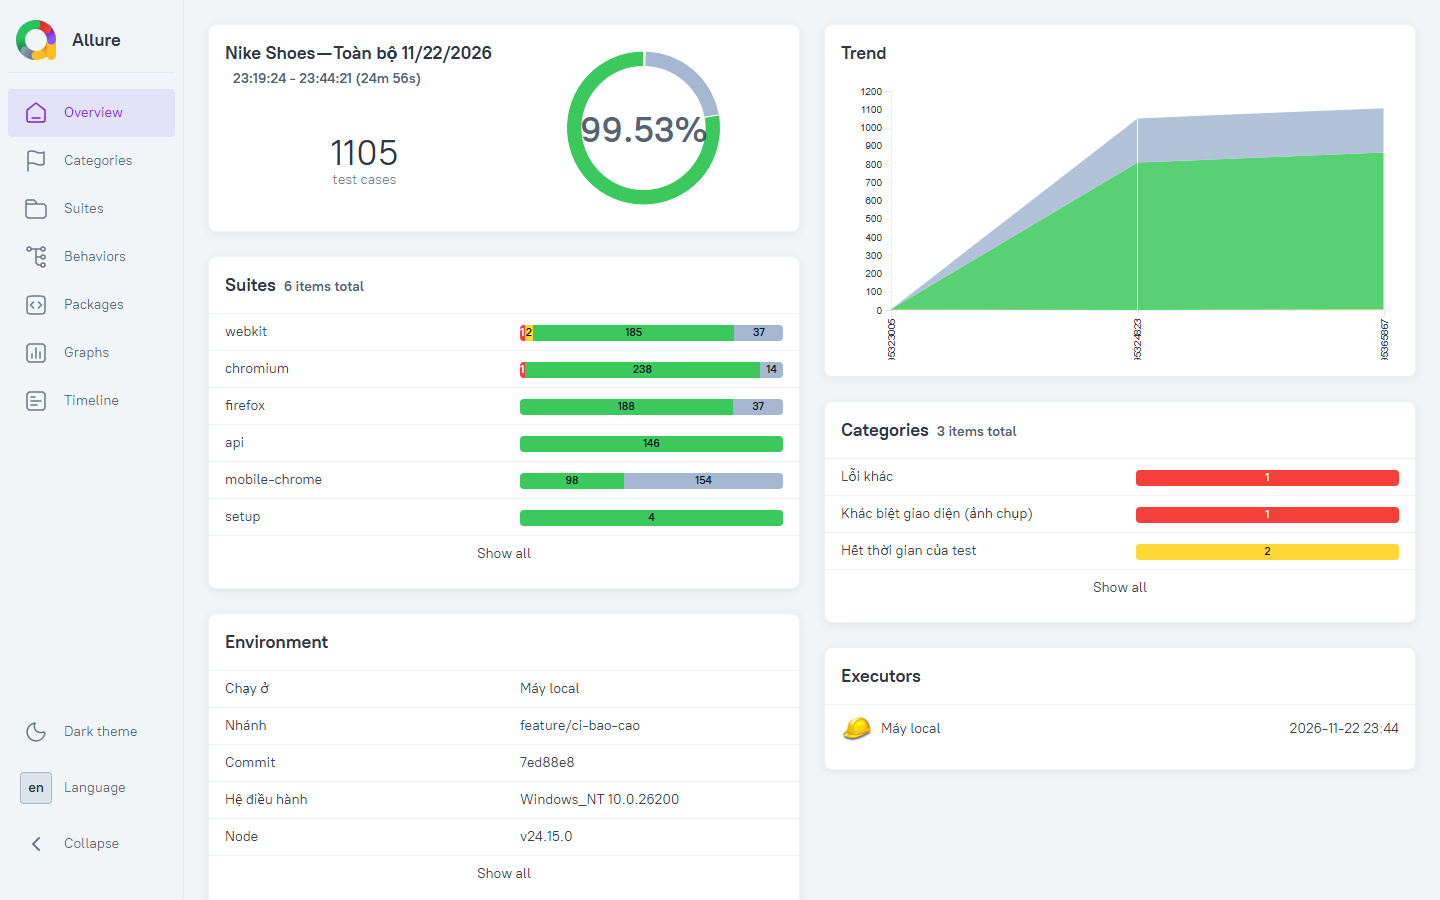 Allure
Overview
Categories
Suites
Behaviors
Packages
Graphs
Timeline
Dark theme
en Language
Collapse
Nike Shoes—Toàn bộ 11/22/2026
23:19:24 - 23:44:21 (24m 56s)
1105
test cases
99.53%
Suites 6 items total
webkit 1 2 185 37
chromium 1 238 14
firefox 188 37
api 146
mobile-chrome 98 154
setup 4
Show all
Environment
Chạy ở Máy local
Nhánh feature/ci-bao-cao
Commit 7ed88e8
Hệ điều hành Windows_NT 10.0.26200
Node v24.15.0
Show all
Trend
1200
1100
1000
900
800
700
600
500
400
300
200
100
0
Categories 3 items total
Lỗi khác 1
Khác biệt giao diện (ảnh chụp) 1
Hết thời gian của test 2
Show all
Executors
Máy local 2026-11-22 23:44